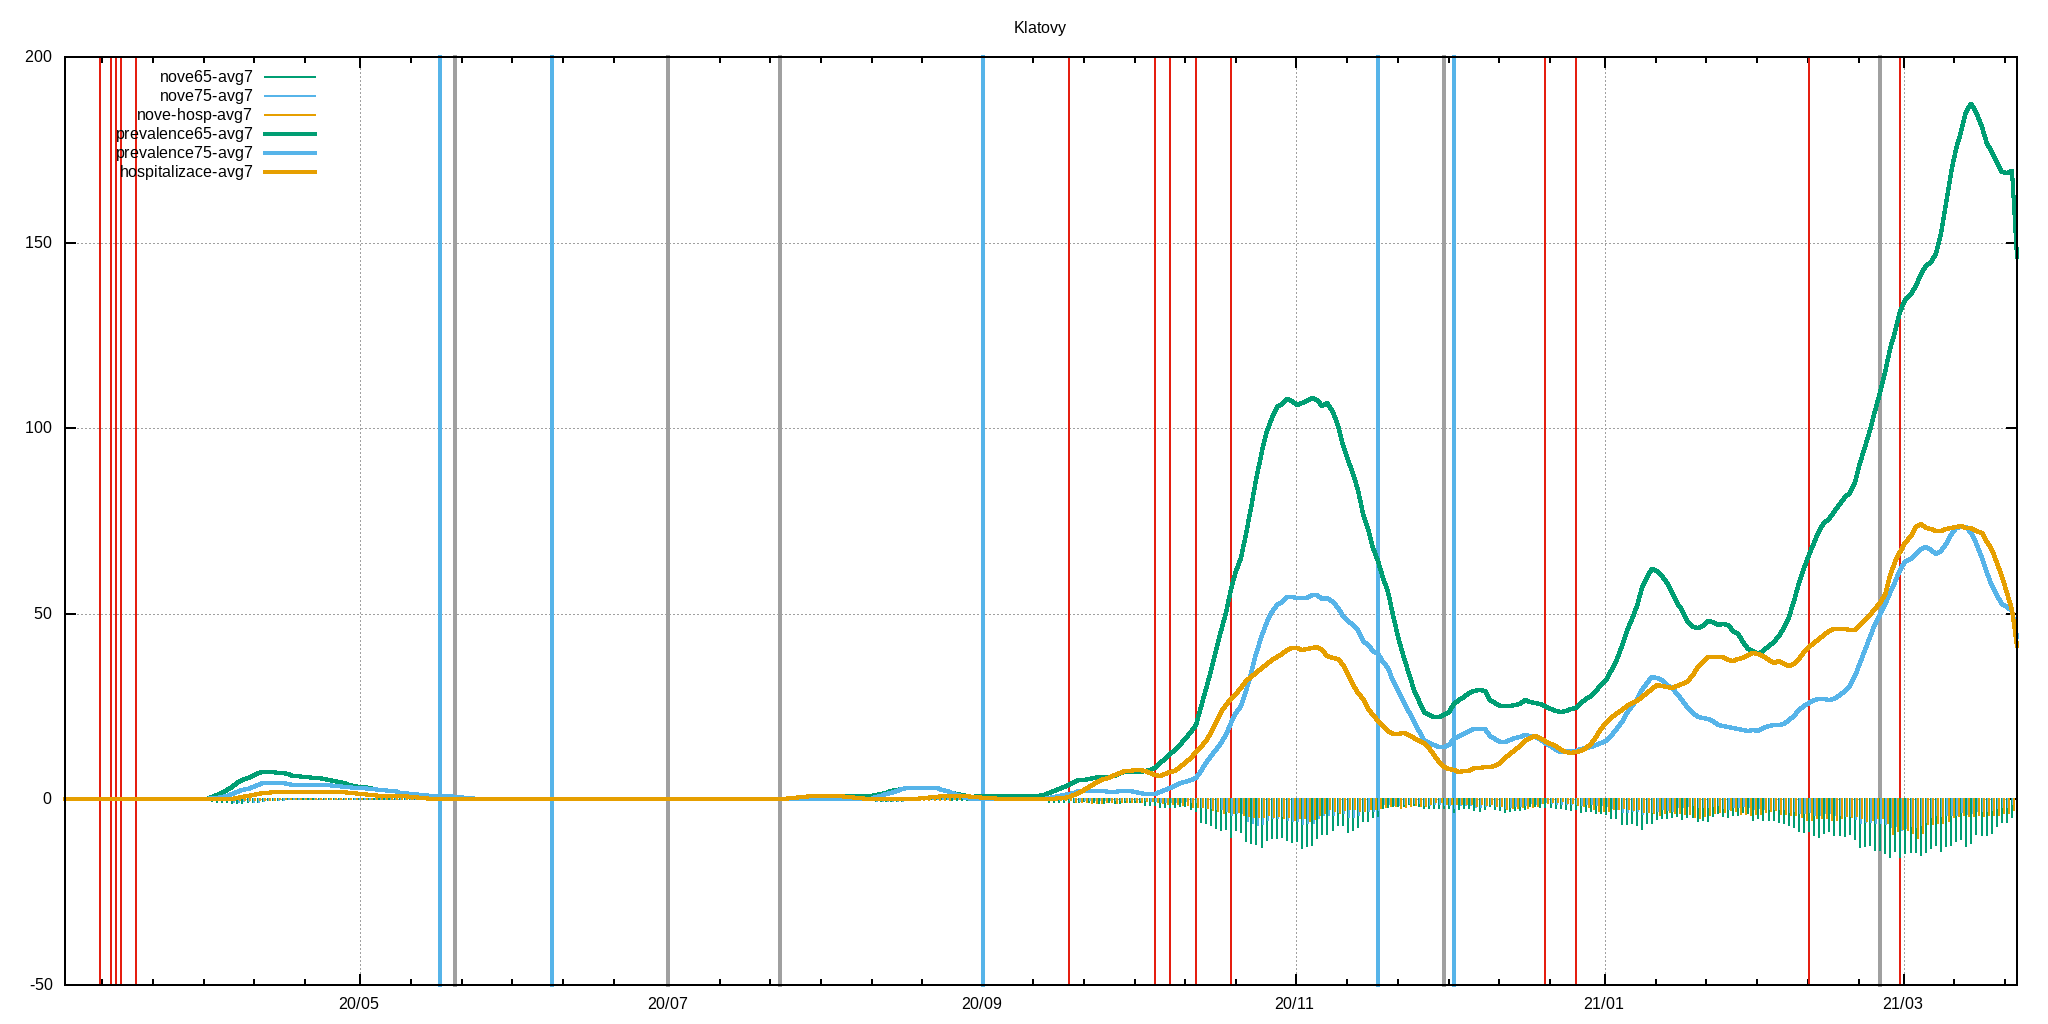 Klatovy
200
nove65-avg7
nove75-avg7
nove-hosp-avg7
prevalence65-avg7
prevalence75-avg7
hospitalizace-avg7
150
100
50
0
-50
20/05 20/07 20/09 20/11 21/01 21/03